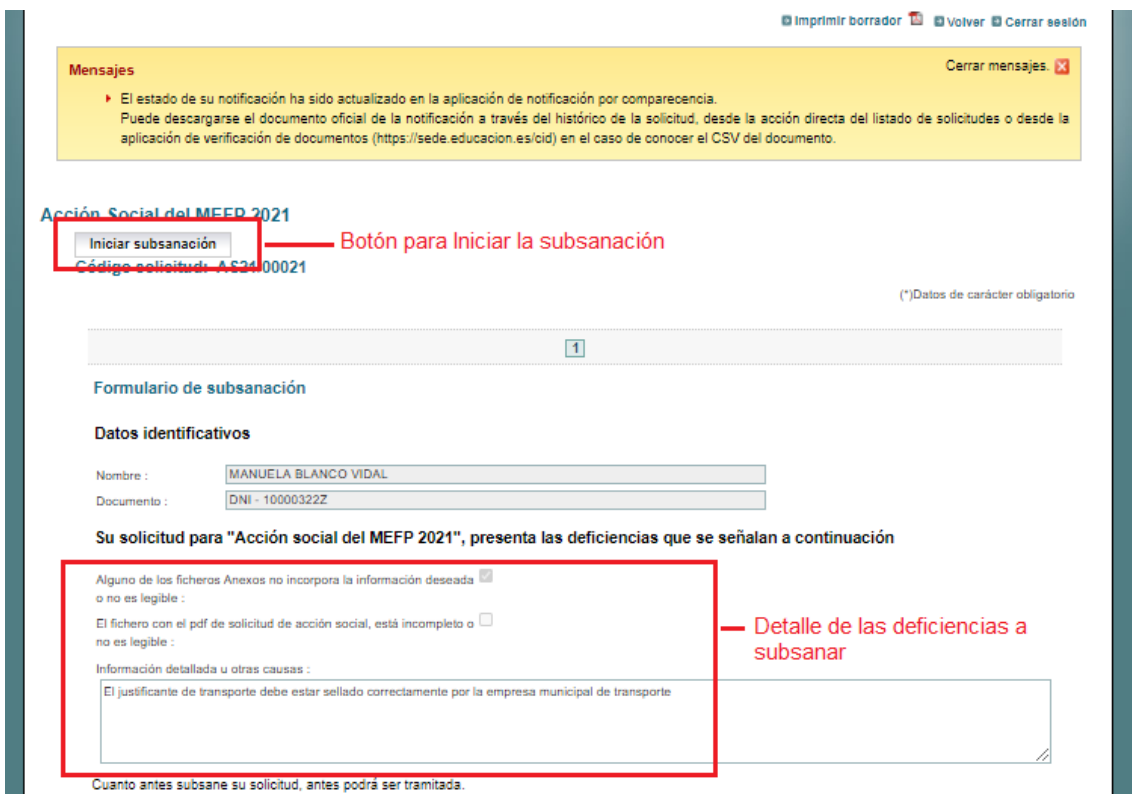 Imprimir borrador Volver Cerrar sesión
Mensajes
Cerrar mensajes.
El estado de su notificación ha sido actualizado en la aplicación de notificación por comparecencia.
Puede descargarse el documento oficial de la notificación a través del histórico de la solicitud, desde la acción directa del listado de solicitudes o desde la
aplicación de verificación de documentos (https://sede.educacion.es/cid) en el caso de conocer el CSV del documento.
Acción Social del MEFP 2021
Iniciar subsanación
Botón para Iniciar la subsanación
Código solicitud: AS21/00021
(*)Datos de carácter obligatorio
1
Formulario de subsanación
Datos identificativos
Nombre : MANUELA BLANCO VIDAL
Documento : DNI - 10000322Z
Su solicitud para "Acción social del MEFP 2021", presenta las deficiencias que se señalan a continuación
Alguno de los ficheros Anexos no incorpora la información deseada
o no es legible :
El fichero con el pdf de solicitud de acción social, está incompleto o
no es legible :
Detalle de las deficiencias a
subsanar
Información detallada u otras causas :
El justificante de transporte debe estar sellado correctamente por la empresa municipal de transporte
Cuanto antes subsane su solicitud, antes podrá ser tramitada.